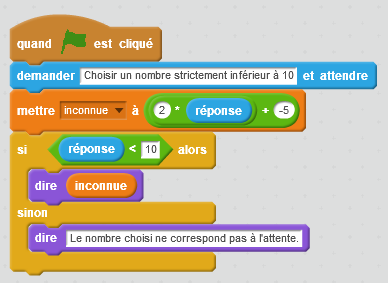 quand est cliqué
demander Choisir un nombre strictement inférieur à 10 et attendre
mettre inconnue à 2 * réponse + -5
si réponse < 10 alors
dire inconnue
sinon
dire Le nombre choisi ne correspond pas à l'attente.